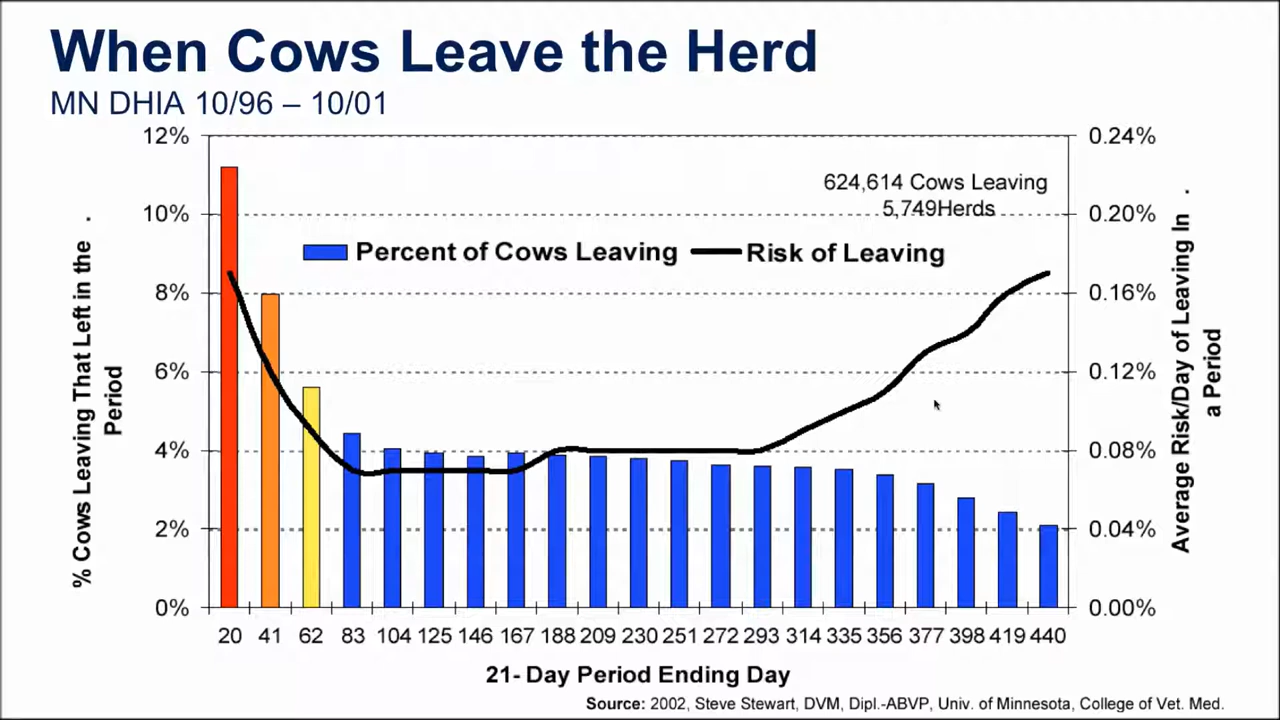 When Cows Leave the Herd
MN DHIA 10/96 – 10/01
12%
10%
8%
6%
4%
2%
0%
% Cows Leaving That Left in the .
Period
624,614 Cows Leaving
5,749Herds
Percent of Cows Leaving
Risk of Leaving
0.24%
0.20%
0.16%
0.12%
0.08%
0.04%
0.00%
Average Risk/Day of Leaving In .
a Period
20 41 62 83 104 125 146 167 188 209 230 251 272 293 314 335 356 377 398 419 440
21- Day Period Ending Day
Source: 2002, Steve Stewart, DVM, Dipl.-ABVP, Univ. of Minnesota, College of Vet. Med.